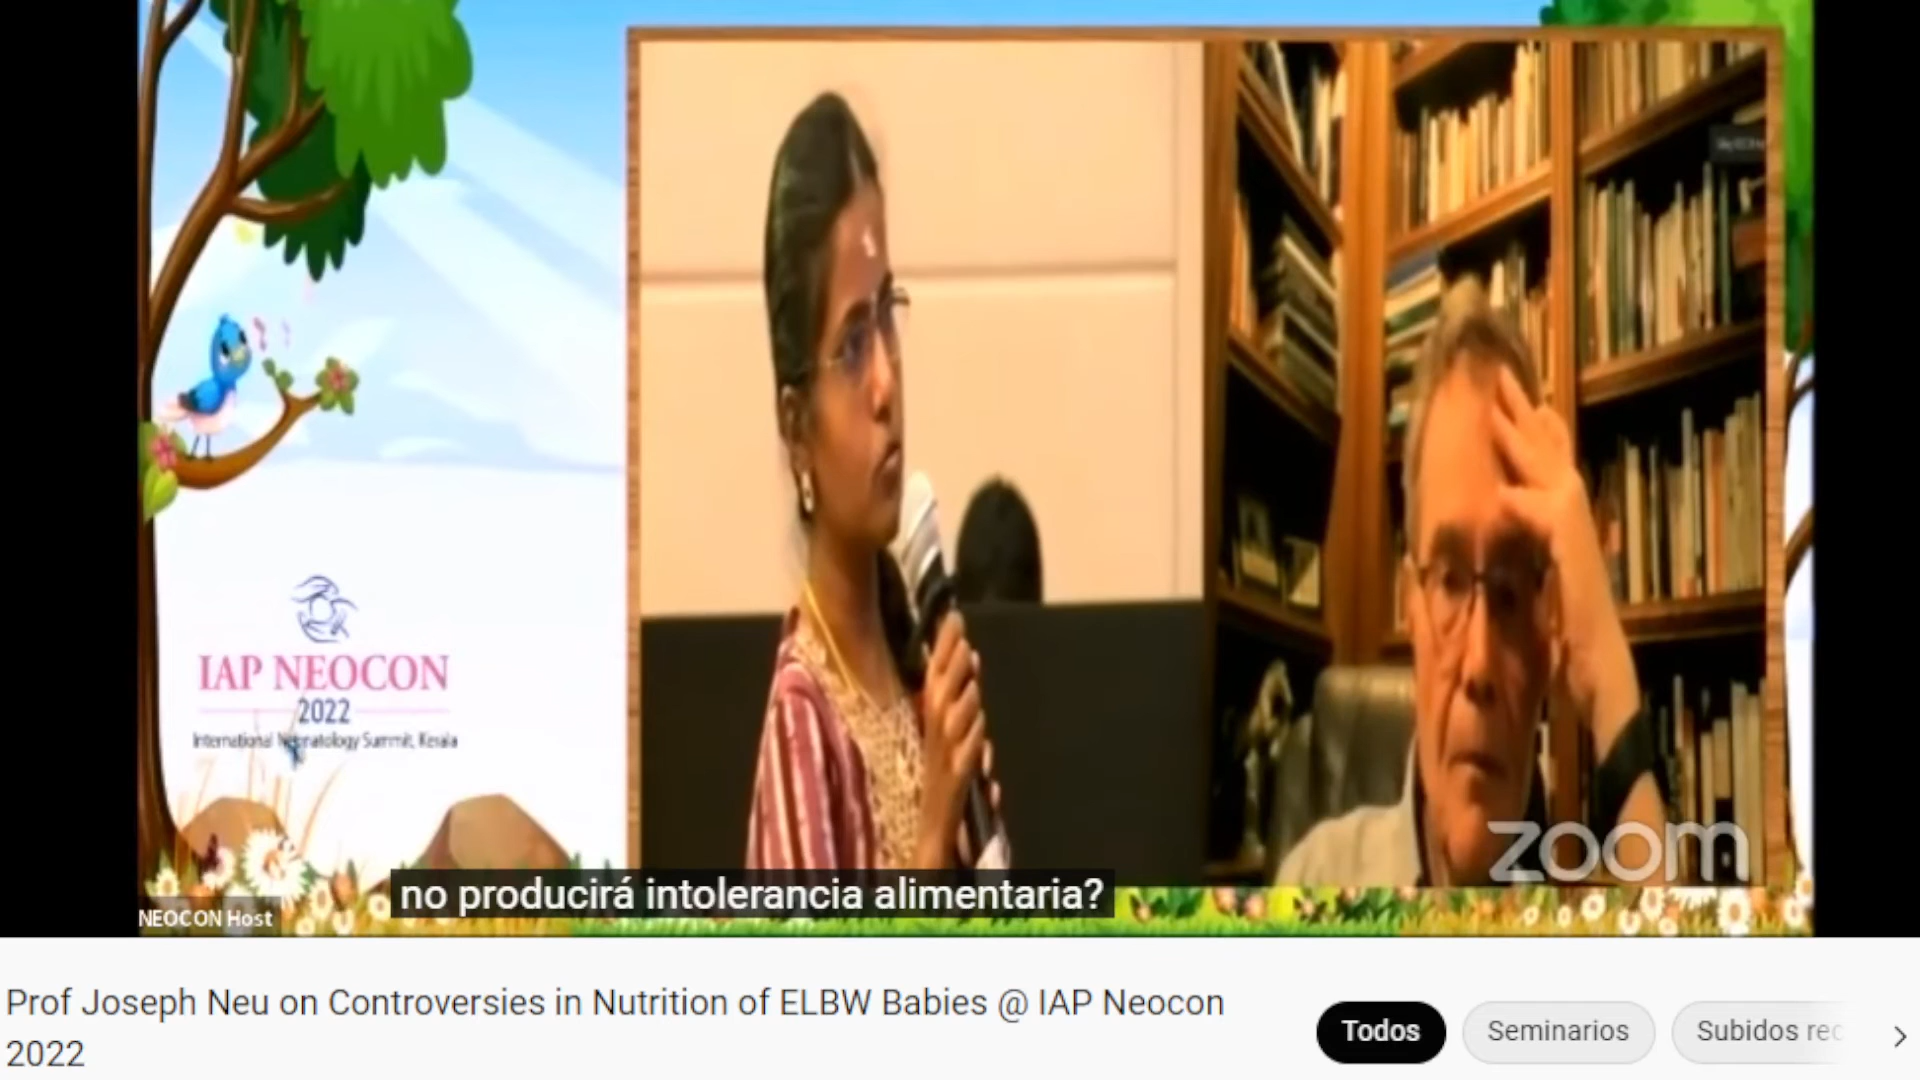 IAP NEOCON
2022
International Neonatology Summit, Kerala
zoom
no producirá intolerancia alimentaria?
NEOCON Host
Prof Joseph Neu on Controversies in Nutrition of ELBW Babies @ IAP Neocon
2022
Todos
Seminarios
Subidos rec